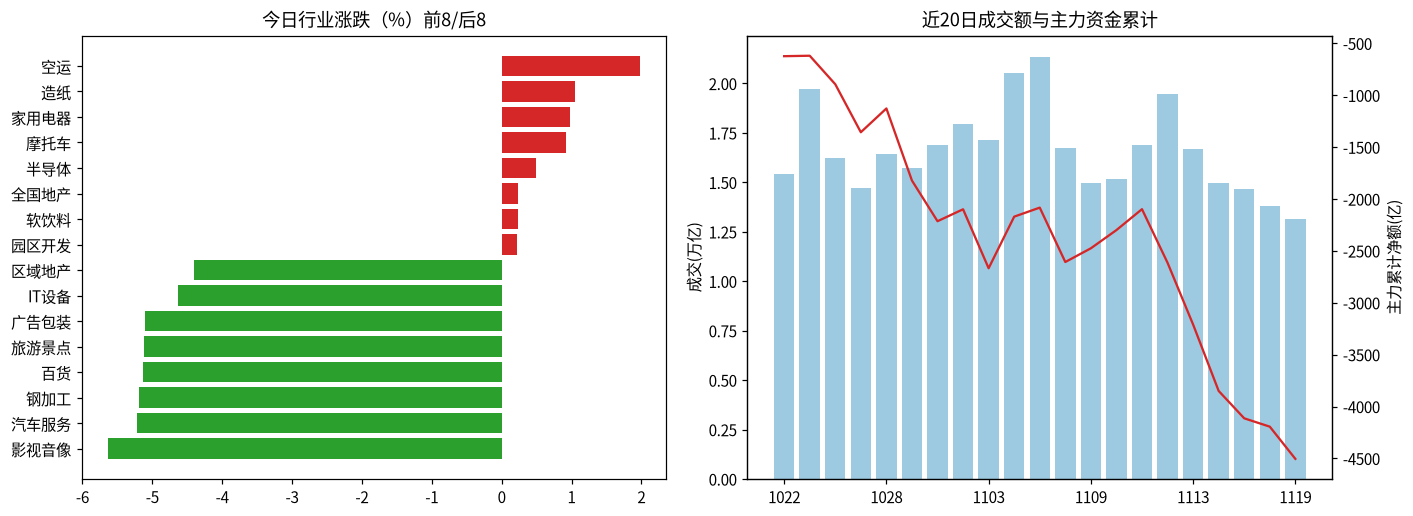 今日行业涨跌（%）前8/后8
空运
造纸
家用电器
摩托车
半导体
全国地产
软饮料
园区开发
区域地产
IT设备
广告包装
旅游景点
百货
钢加工
汽车服务
影视音像
-6 -5 -4 -3 -2 -1 0 1 2
近20日成交额与主力资金累计
成交(万亿)
2.00
1.75
1.50
1.25
1.00
0.75
0.50
0.25
0.00
1022 1028 1103 1109 1113 1119
-500
-1000
-1500
-2000
-2500
-3000
-3500
-4000
-4500
主力累计净额(亿)